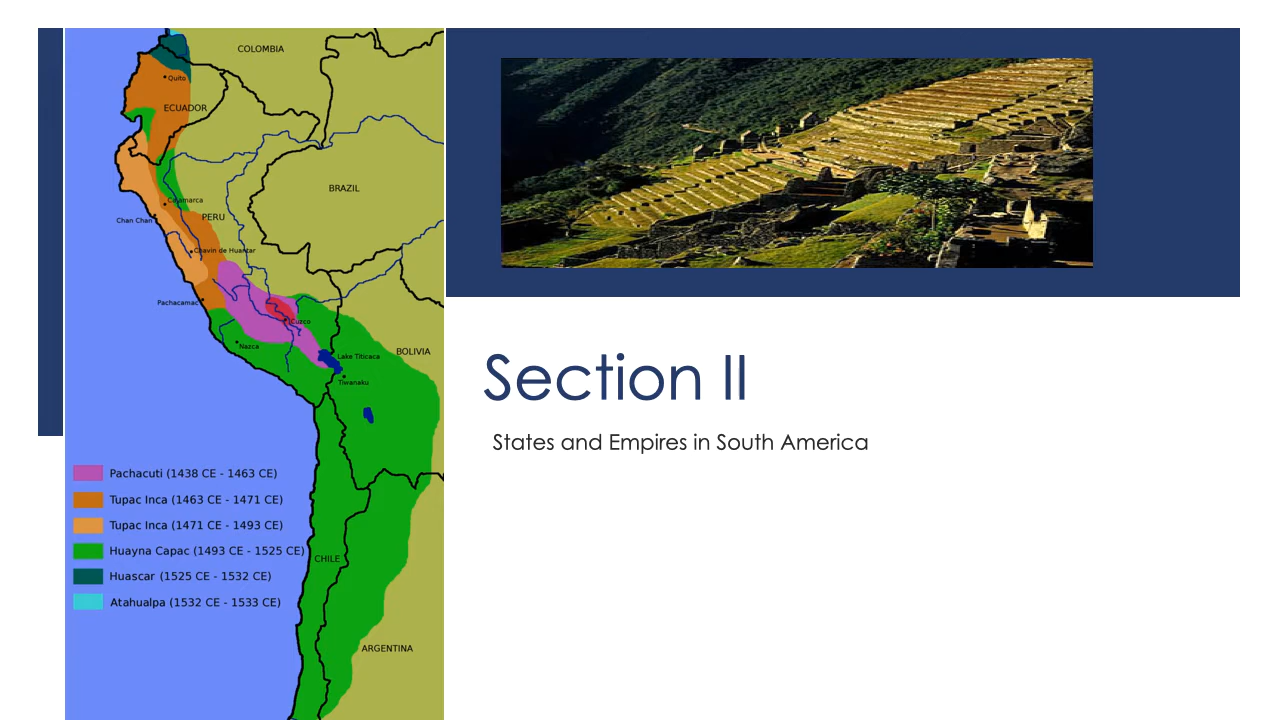 COLOMBIA
Quito
ECUADOR
BRAZIL
Cajamarca
Chan Chan
PERU
Chavin de Huantar
Pachacamac
Cuzco
Nazca
Lake Titicaca
BOLIVIA
Tiwanaku
Pachacuti (1438 CE - 1463 CE)
Tupac Inca (1463 CE - 1471 CE)
Tupac Inca (1471 CE - 1493 CE)
Huayna Capac (1493 CE - 1525 CE)
CHILE
Huascar (1525 CE - 1532 CE)
Atahualpa (1532 CE - 1533 CE)
ARGENTINA
Section II
States and Empires in South America